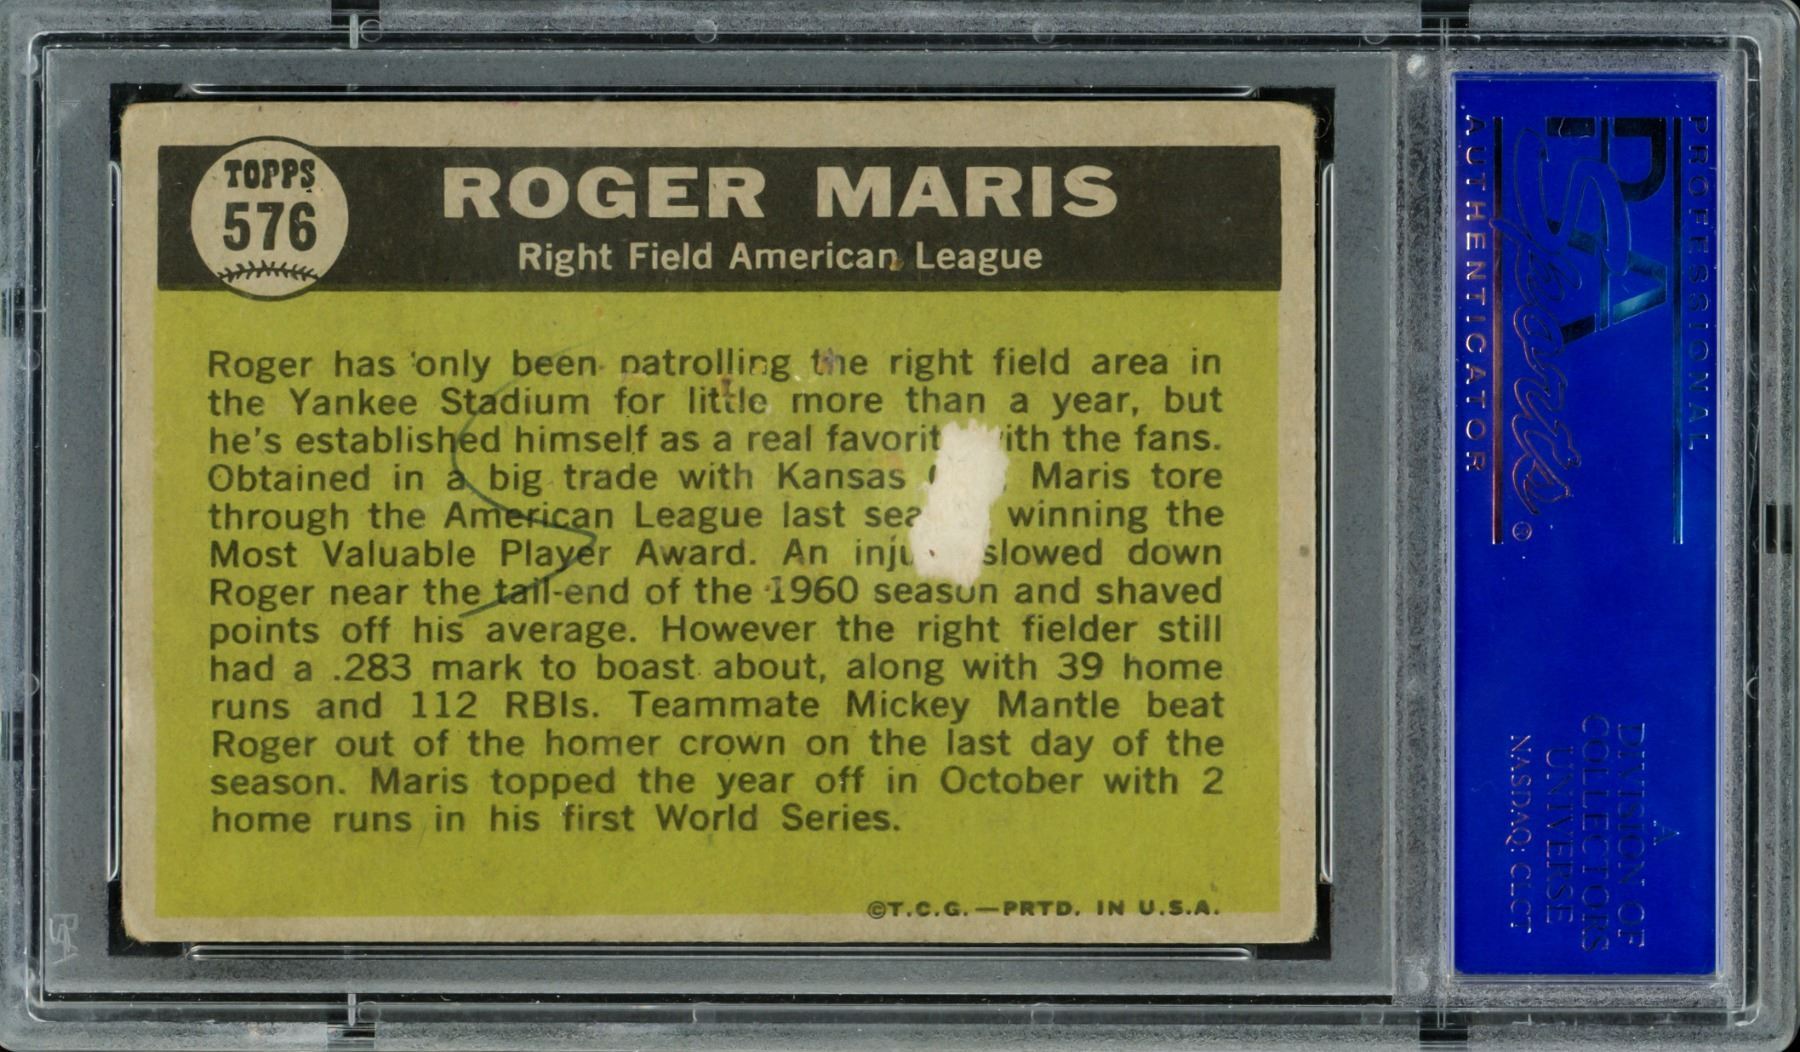 TOPPS
576
ROGER MARIS
Right Field American League
Roger has only been patrolling the right field area in
the Yankee Stadium for little more than a year, but
he's established himself as a real favorit ith the fans.
Obtained in a big trade with Kansas Maris tore
through the American League last sea winning the
Most Valuable Player Award. An inju slowed down
Roger near the tail-end of the 1960 season and shaved
points off his average. However the right fielder still
had a .283 mark to boast about, along with 39 home
runs and 112 RBIs. Teammate Mickey Mantle beat
Roger out of the homer crown on the last day of the
season. Maris topped the year off in October with 2
home runs in his first World Series.
©T.C.G.—PRTD. IN U.S.A.
PSA
PROFESSIONAL
PSA
Sports®
AUTHENTICATOR
A
DIVISION OF
COLLECTORS
UNIVERSE
NASDAQ: CLCT